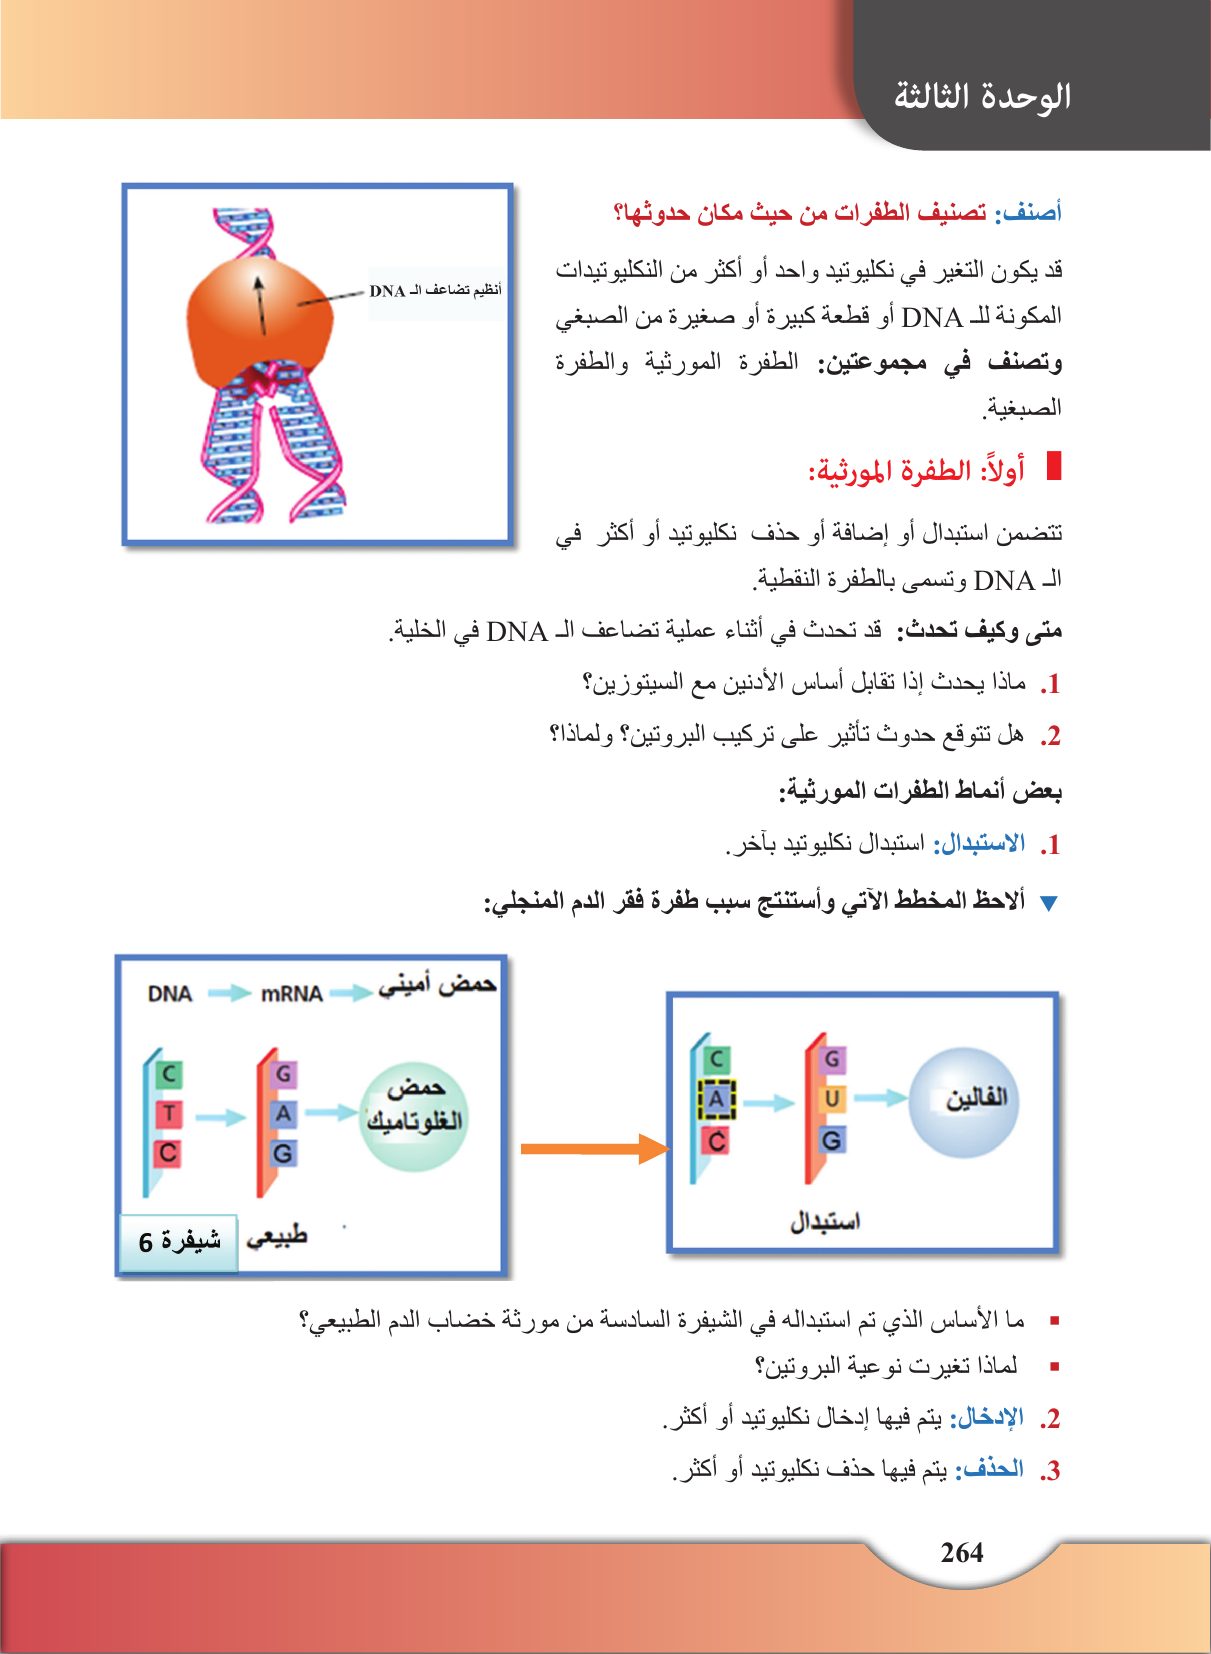 الوحدة الثالثة
أصنف: تصنيف الطفرات من حيث مكان حدوثها؟
قد يكون التغير في نكليوتيد واحد أو أكثر من النكليوتيدات
المكونة للـ DNA أو قطعة كبيرة أو صغيرة من الصبغي
وتصنف في مجموعتين: الطفرة المورثية والطفرة
الصبغية.
أنظيم تضاعف الـ DNA
أولاً: الطفرة المورثية:
تتضمن استبدال أو إضافة أو حذف نكليوتيد أو أكثر في
الـ DNA وتسمى بالطفرة النقطية.
متى وكيف تحدث: قد تحدث في أثناء عملية تضاعف الـ DNA في الخلية.
1. ماذا يحدث إذا تقابل أساس الأدنين مع السيتوزين؟
2. هل تتوقع حدوث تأثير على تركيب البروتين؟ ولماذا؟
بعض أنماط الطفرات المورثية:
1. الاستبدال: استبدال نكليوتيد بآخر.
▼ ألاحظ المخطط الآتي وأستنتج سبب طفرة فقر الدم المنجلي:
DNA mRNA حمض أميني
C G
T A حمض الغلوتاميك
C G
طبيعي
شيفرة 6
C G
A U الفالين
C G
استبدال
▪ ما الأساس الذي تم استبداله في الشيفرة السادسة من مورثة خضاب الدم الطبيعي؟
▪ لماذا تغيرت نوعية البروتين؟
2. الإدخال: يتم فيها إدخال نكليوتيد أو أكثر.
3. الحذف: يتم فيها حذف نكليوتيد أو أكثر.
264